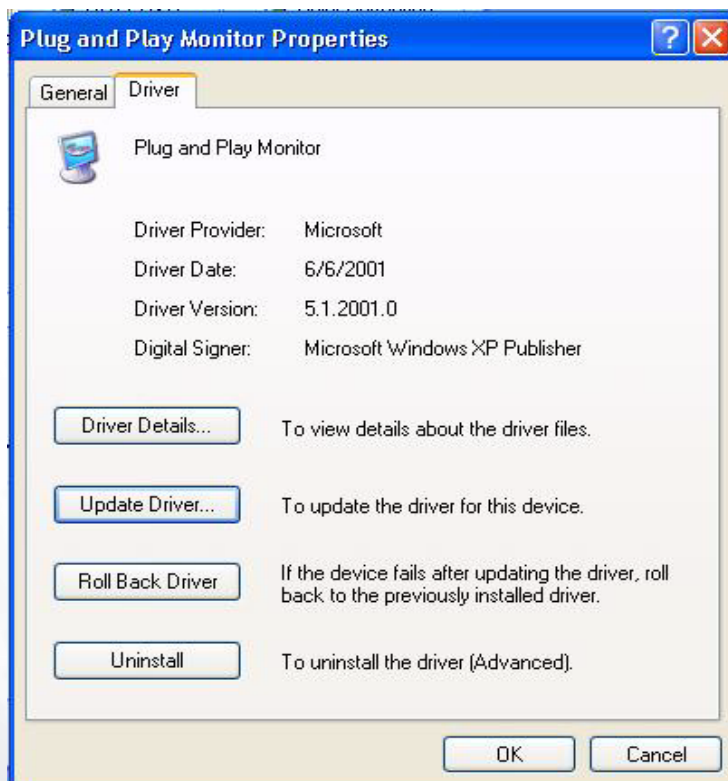 Plug and Play Monitor Properties
General
Driver
Plug and Play Monitor
Driver Provider: Microsoft
Driver Date: 6/6/2001
Driver Version: 5.1.2001.0
Digital Signer: Microsoft Windows XP Publisher
Driver Details... To view details about the driver files.
Update Driver... To update the driver for this device.
Roll Back Driver If the device fails after updating the driver, roll
back to the previously installed driver.
Uninstall To uninstall the driver (Advanced).
OK Cancel